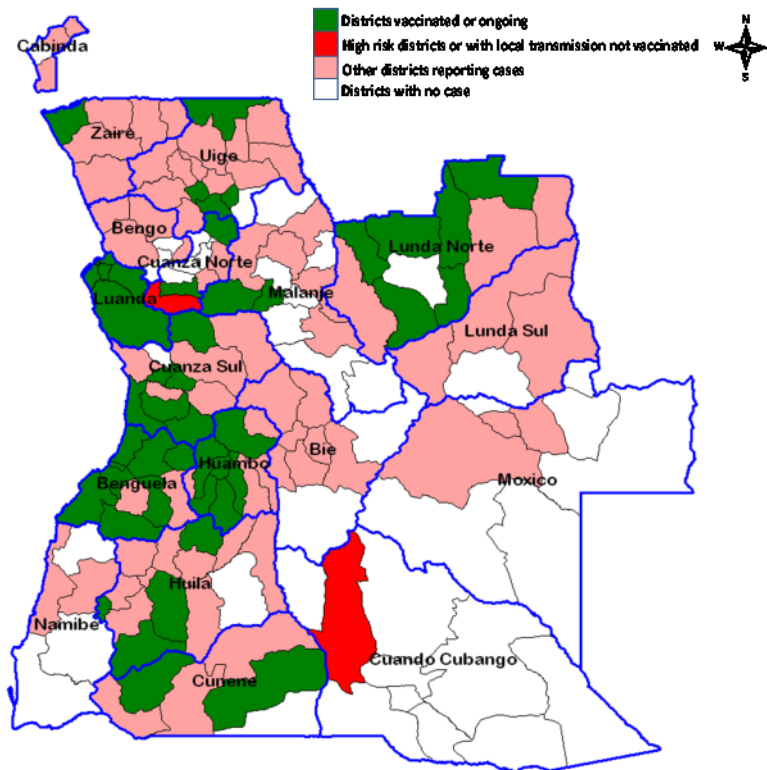 Districts vaccinated or ongoing
High risk districts or with local transmission not vaccinated
Other districts reporting cases
Districts with no case
N
W
E
S
Cabinda
Zaire
Uige
Bengo
Cuanza Norte
Lunda Norte
Luanda
Malanje
Lunda Sul
Cuanza Sul
Bie
Huambo
Benguela
Moxico
Huila
Namibe
Cuando Cubango
Cunene